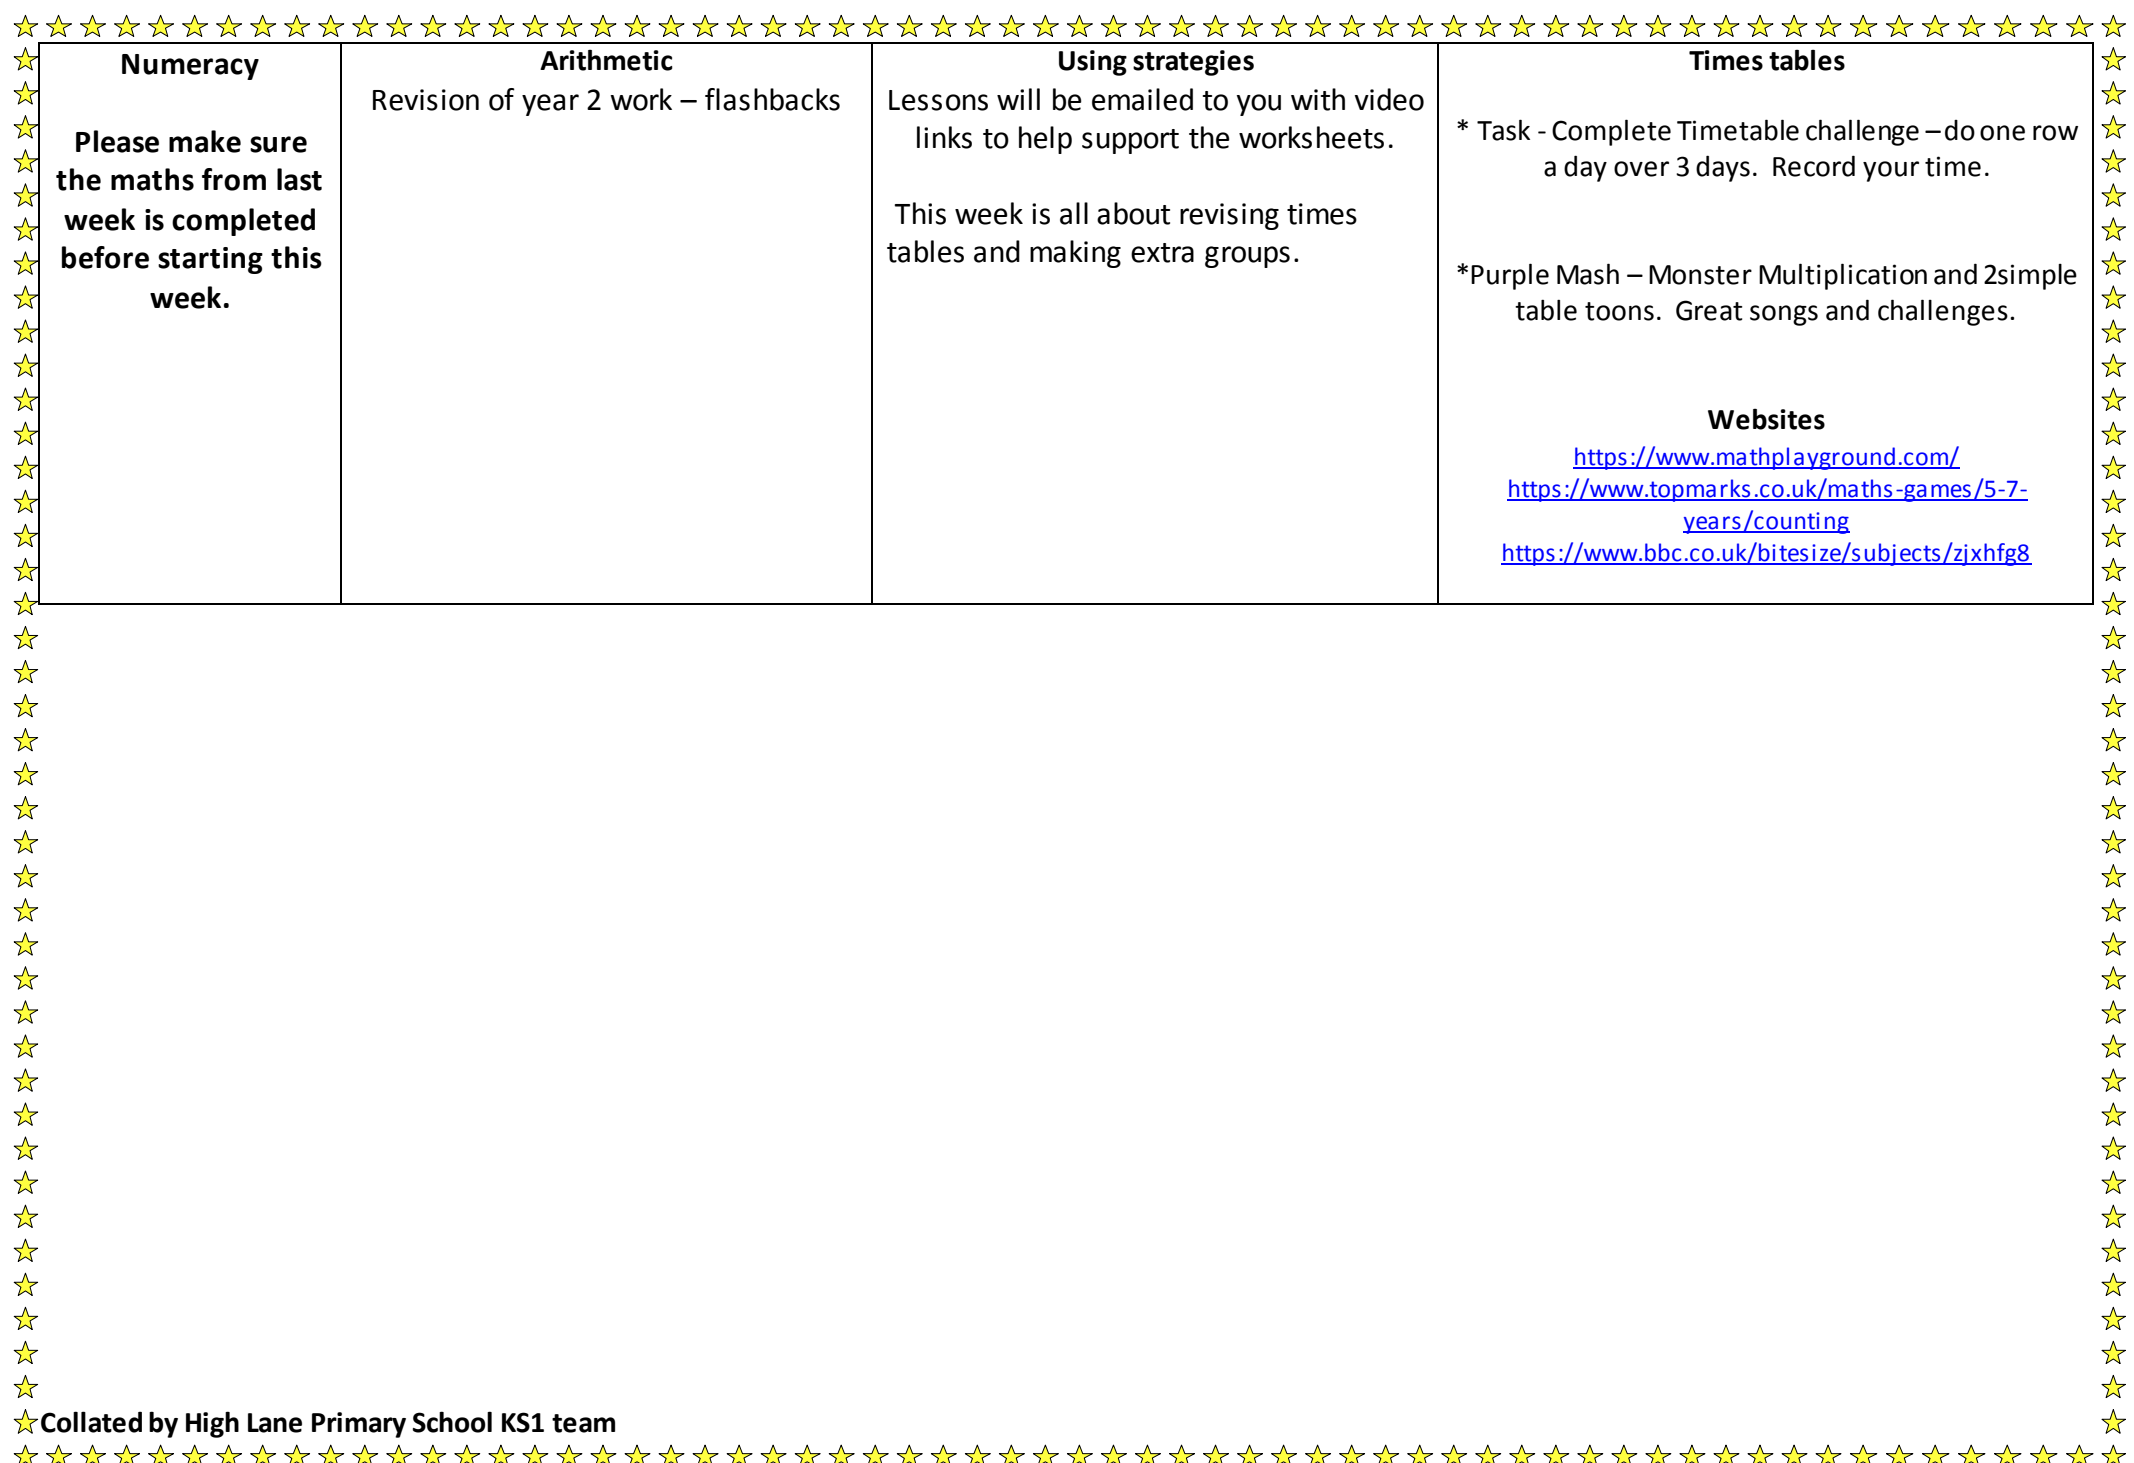 Numeracy
Please make sure
the maths from last
week is completed
before starting this
week.
Arithmetic
Revision of year 2 work – flashbacks
Using strategies
Lessons will be emailed to you with video
links to help support the worksheets.
This week is all about revising times
tables and making extra groups.
Times tables
* Task - Complete Timetable challenge – do one row
a day over 3 days. Record your time.
*Purple Mash – Monster Multiplication and 2simple
table toons. Great songs and challenges.
Websites
https://www.mathplayground.com/
https://www.topmarks.co.uk/maths-games/5-7-
years/counting
https://www.bbc.co.uk/bitesize/subjects/zjxhfg8
Collated by High Lane Primary School KS1 team